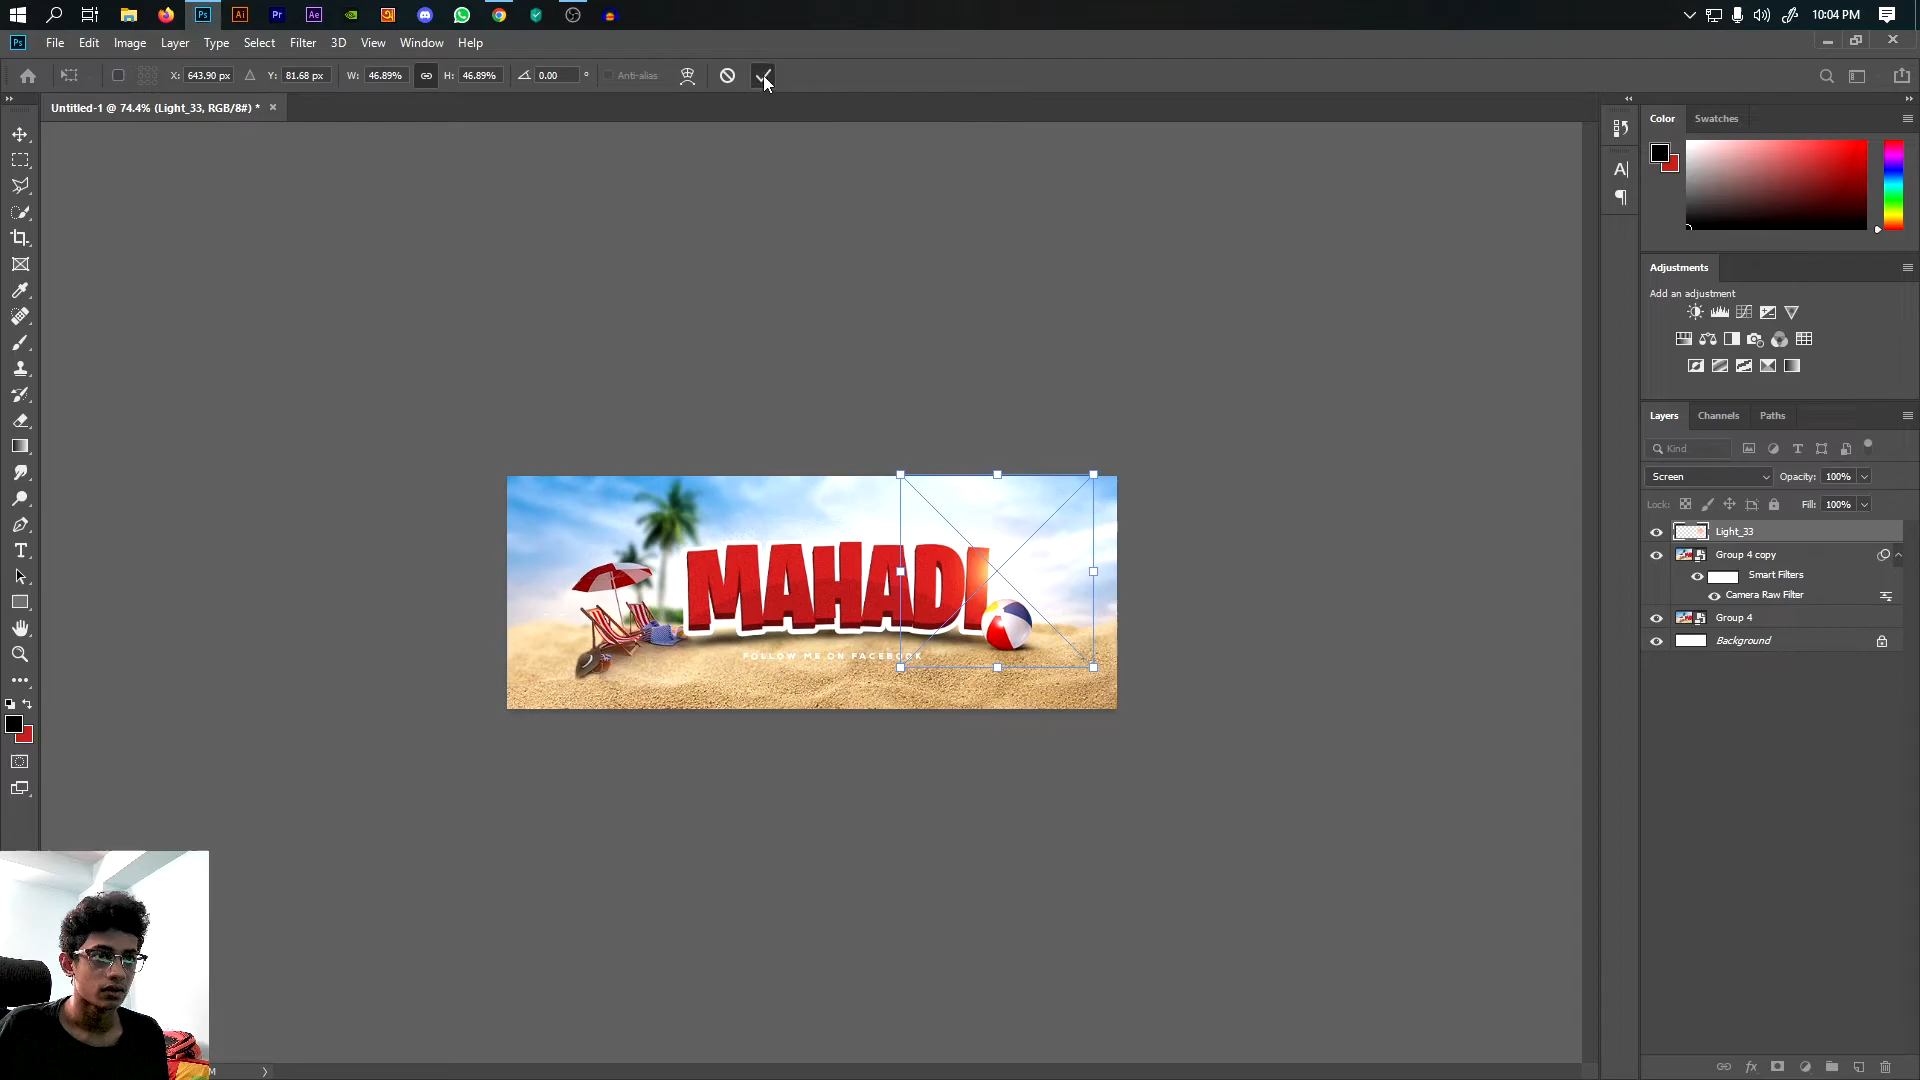 10:04 PM
File Edit Image Layer Type Select Filter 3D View Window Help
X: 643.90 px Y: 81.68 px W: 46.89% H: 46.89% 0.00 ° Anti-alias
Untitled-1 @ 74.4% (Light_33, RGB/8#) * ×
Color Swatches
Adjustments
Add an adjustment
Layers Channels Paths
Kind
Screen Opacity: 100%
Lock: Fill: 100%
Light_33
Group 4 copy
Smart Filters
Camera Raw Filter
Group 4
Background
MAHADI
FOLLOW ME ON FACEBOOK